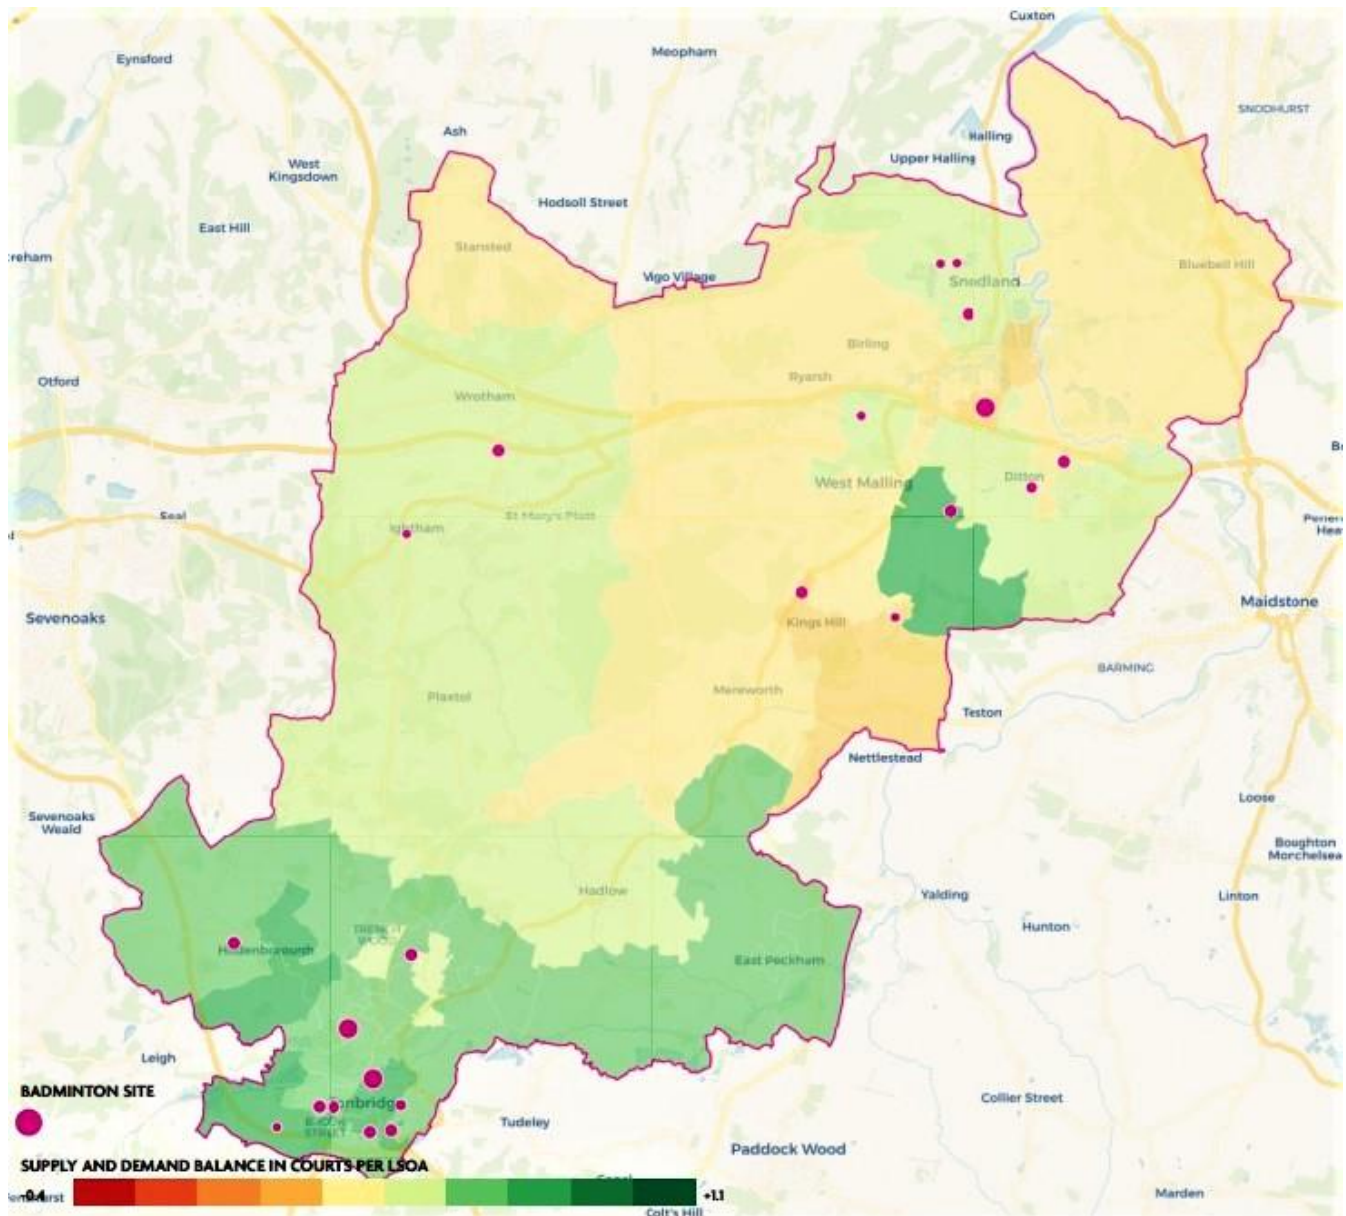 Cuxton
Eynsford
Meopham
SNODHURST
Ash
Halling
West
Kingsdown
Upper Halling
Hodsoll Street
East Hill
Stansted
reham
Bluebell Hill
Vigo Village
Snodland
Birling
Otford
Ryarsh
Wrotham
West Malling
Ditton
Seal
St Mary's Platt
Ightham
Sevenoaks
Maidstone
Kings Hill
BARMING
Mereworth
Plaxtol
Teston
Nettlestead
Loose
Sevenoaks
Weald
Boughton
Hadlow
Yalding
Linton
Hunton
Hildenborough
East Peckham
Leigh
BADMINTON SITE
Collier Street
Tudeley
Paddock Wood
SUPPLY AND DEMAND BALANCE IN COURTS PER LSOA
-0.4
+1.1
Marden
Colt's Hill